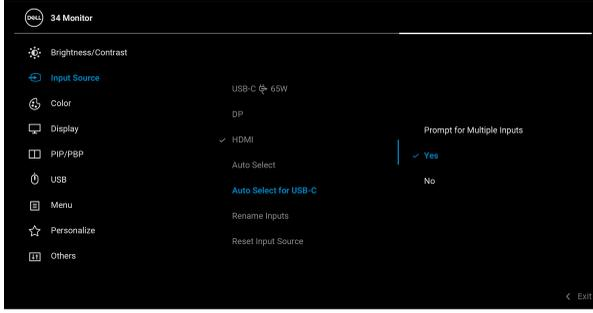 DELL 34 Monitor
Brightness/Contrast
Input Source
Color
Display
PIP/PBP
USB
Menu
Personalize
Others
USB-C 65W
DP
HDMI
Auto Select
Auto Select for USB-C
Rename Inputs
Reset Input Source
Prompt for Multiple Inputs
Yes
No
Exit